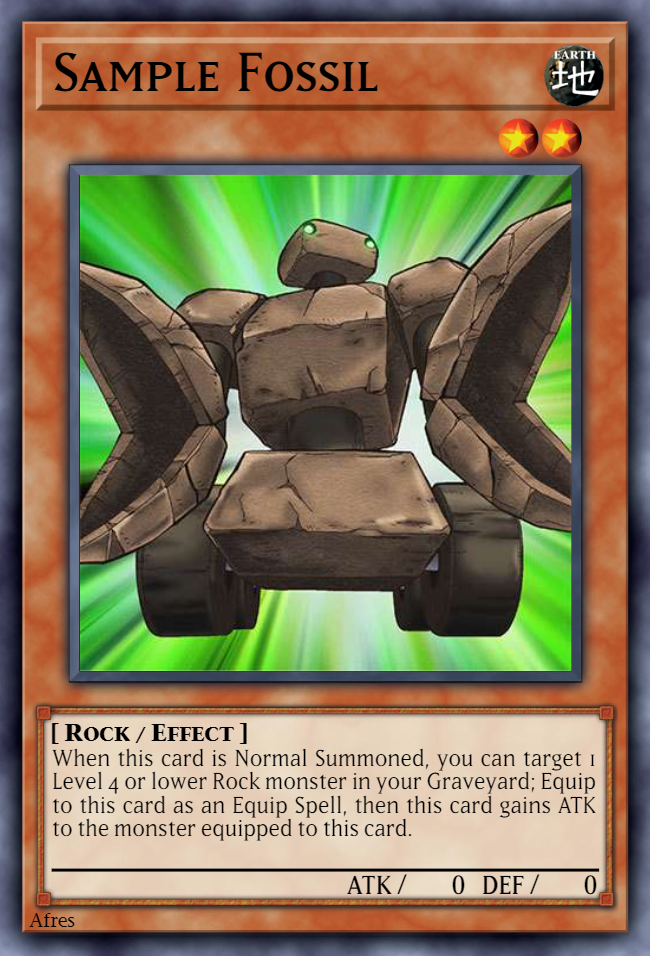 Sample Fossil
EARTH
地
[ Rock / Effect ]
When this card is Normal Summoned, you can target 1
Level 4 or lower Rock monster in your Graveyard; Equip
to this card as an Equip Spell, then this card gains ATK
to the monster equipped to this card.
ATK / 0 DEF / 0
Afres